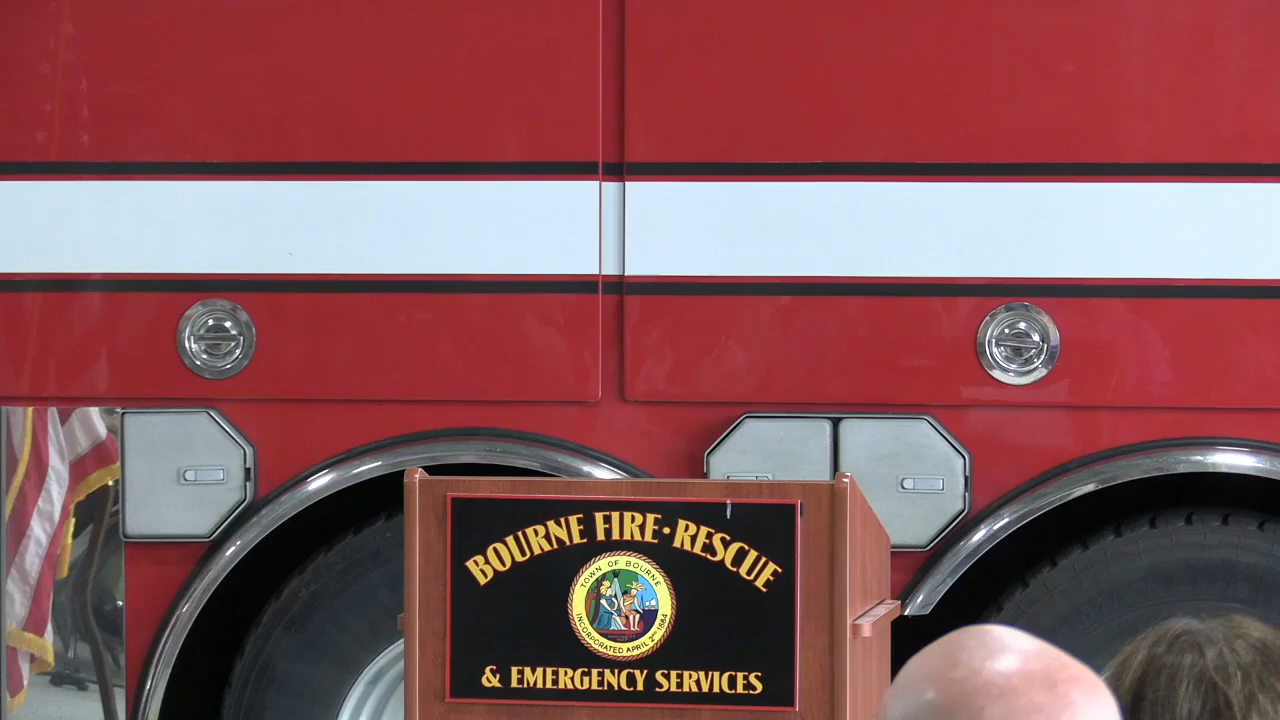 BOURNE FIRE·RESCUE
TOWN OF BOURNE
INCORPORATED APRIL 2ND 1884
& EMERGENCY SERVICES